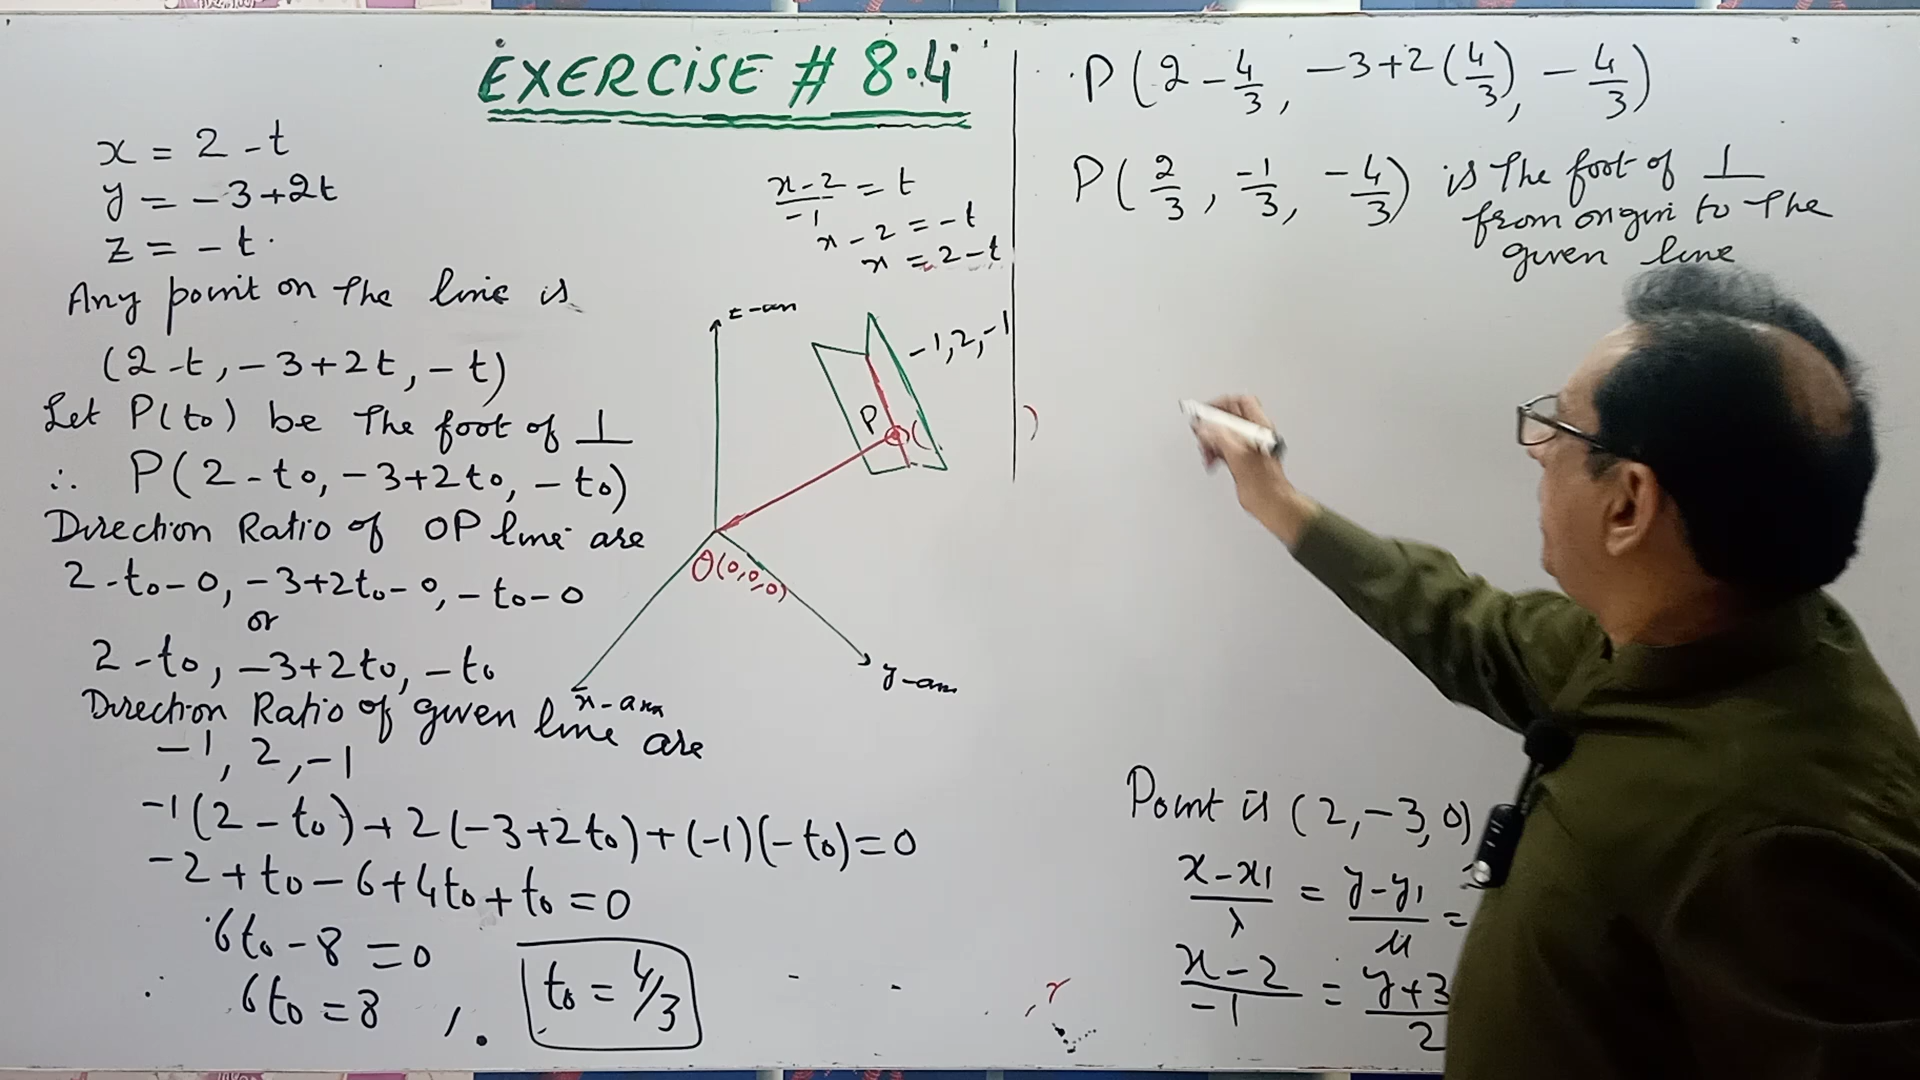 EXERCISE # 8.4
x = 2 - t
y = -3+2t
z = -t.
Any point on the line is
(2-t, -3+2t, -t)
Let P(t0) be the foot of ⊥
∴ P(2-t0, -3+2t0, -t0)
Direction Ratio of OP line are
2-t0-0, -3+2t0-0, -t0-0
or
2-t0, -3+2t0, -t0
Direction Ratio of given line are
-1, 2, -1
-1(2-t0)+2(-3+2t0)+(-1)(-t0)=0
-2+t0-6+4t0+t0=0
6t0-8=0
∴ 6t0=8, t0=4/3
x-2/-1 = t
x-2 = -t
x = 2-t
z-axis
-1,2,-1
P
O(0,0,0)
y-axis
x-axis
P(2-4/3, -3+2(4/3), -4/3)
P(2/3, -1/3, -4/3) is the foot of ⊥
from origin to the
given line
Point is (2,-3,0)
x-x1/λ = y-y1/μ =
x-2/-1 = y+3/2